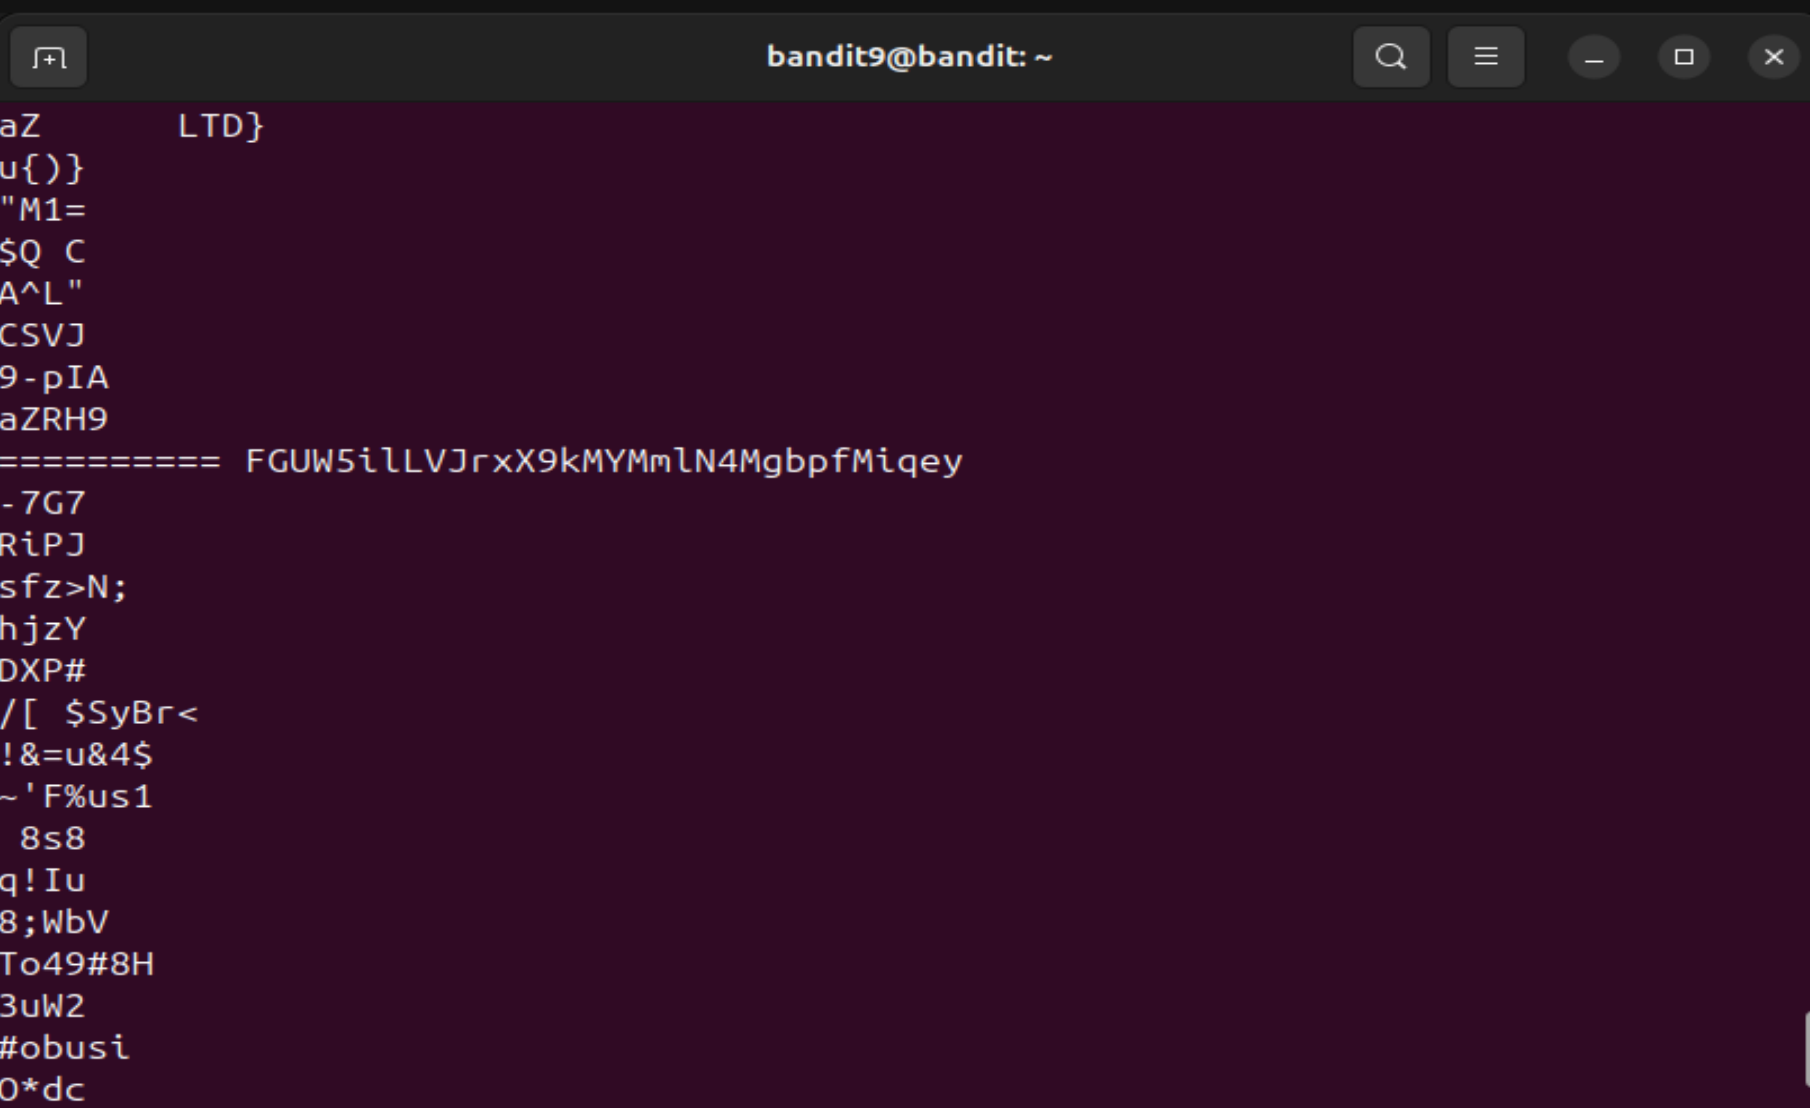 bandit9@bandit: ~
aZ       LTD}
u{)}
"M1=
$Q C
A^L"
CSVJ
9-pIA
aZRH9
========== FGUW5ilLVJrxX9kMYMmlN4MgbpfMiqey
-7G7
RiPJ
sfz>N;
hjzY
DXP#
/[ $SyBr<
!&=u&4$
~'F%us1
 8s8
q!Iu
8;WbV
To49#8H
3uW2
#obusi
O*dc